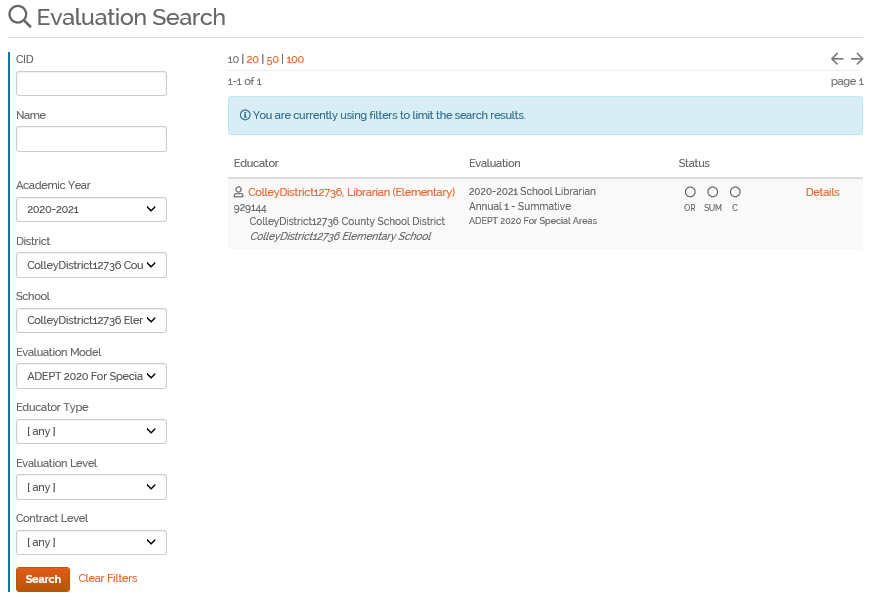 Evaluation Search
CID
Name
Academic Year
2020-2021
District
ColleyDistrict12736 Cou
School
ColleyDistrict12736 Eler
Evaluation Model
ADEPT 2020 For Specia
Educator Type
[ any ]
Evaluation Level
[ any ]
Contract Level
[ any ]
Search Clear Filters
10 | 20 | 50 | 100
1-1 of 1 page 1
You are currently using filters to limit the search results.
Educator Evaluation Status
ColleyDistrict12736, Librarian (Elementary)
929144
ColleyDistrict12736 County School District
ColleyDistrict12736 Elementary School
2020-2021 School Librarian
Annual 1 - Summative
ADEPT 2020 For Special Areas
OR SUM C
Details